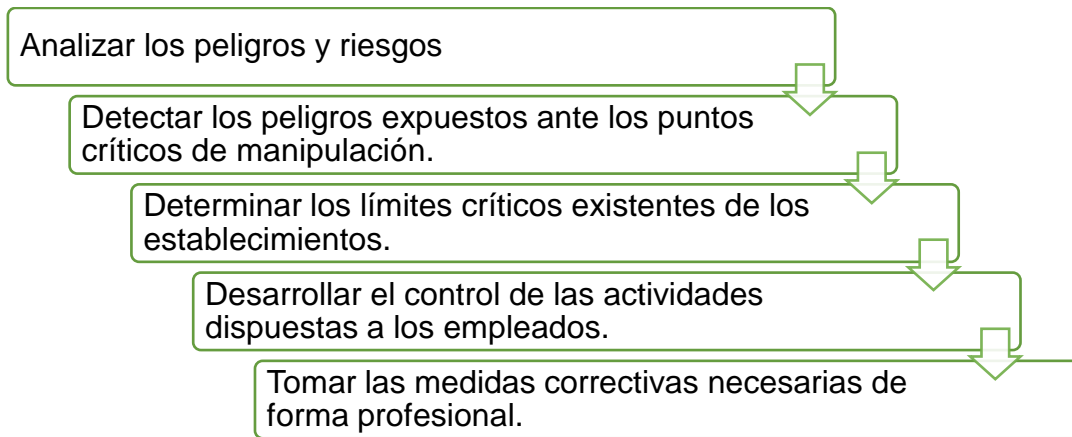 Analizar los peligros y riesgos
Detectar los peligros expuestos ante los puntos
críticos de manipulación.
Determinar los límites críticos existentes de los
establecimientos.
Desarrollar el control de las actividades
dispuestas a los empleados.
Tomar las medidas correctivas necesarias de
forma profesional.